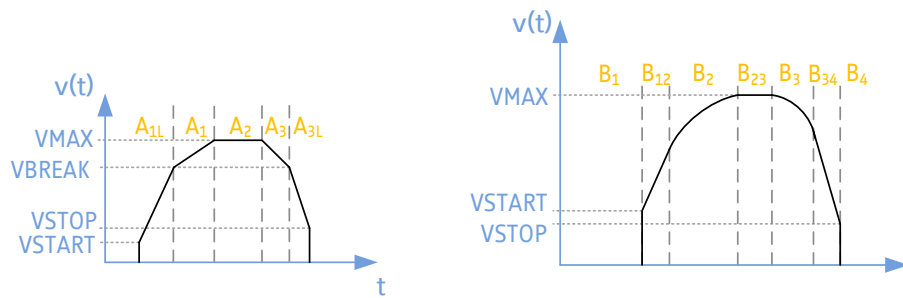 v(t)
A1L A1 A2 A3 A3L
VMAX
VBREAK
VSTOP
VSTART
t
v(t)
B1 B12 B2 B23 B3 B34 B4
VMAX
VSTART
VSTOP